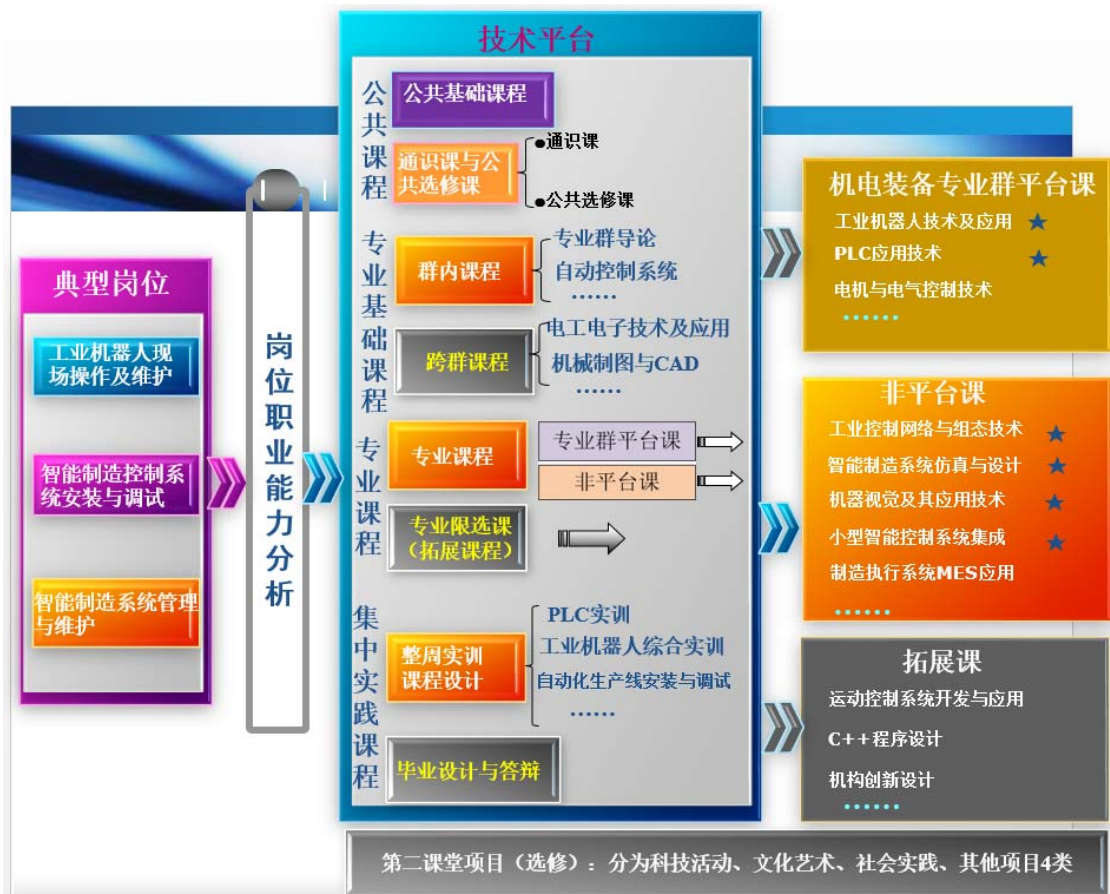 典型岗位
工业机器人现
场操作及维护
智能制造控制系
统安装与调试
智能制造系统管理
与维护
岗位职业能力分析
技术平台
公共课程
公共基础课程
通识课与公
共选修课
●通识课
●公共选修课
专业基础课程
群内课程
专业群导论
自动控制系统
……
跨群课程
电工电子技术及应用
机械制图与CAD
……
专业课程
专业课程
专业群平台课
非平台课
专业限选课
（拓展课程）
集中实践课程
整周实训
课程设计
PLC实训
工业机器人综合实训
自动化生产线安装与调试
……
毕业设计与答辩
机电装备专业群平台课
工业机器人技术及应用 ★
PLC应用技术 ★
电机与电气控制技术
……
非平台课
工业控制网络与组态技术 ★
智能制造系统仿真与设计 ★
机器视觉及其应用技术 ★
小型智能控制系统集成 ★
制造执行系统MES应用
……
拓展课
运动控制系统开发与应用
C++程序设计
机构创新设计
……
第二课堂项目（选修）：分为科技活动、文化艺术、社会实践、其他项目4类